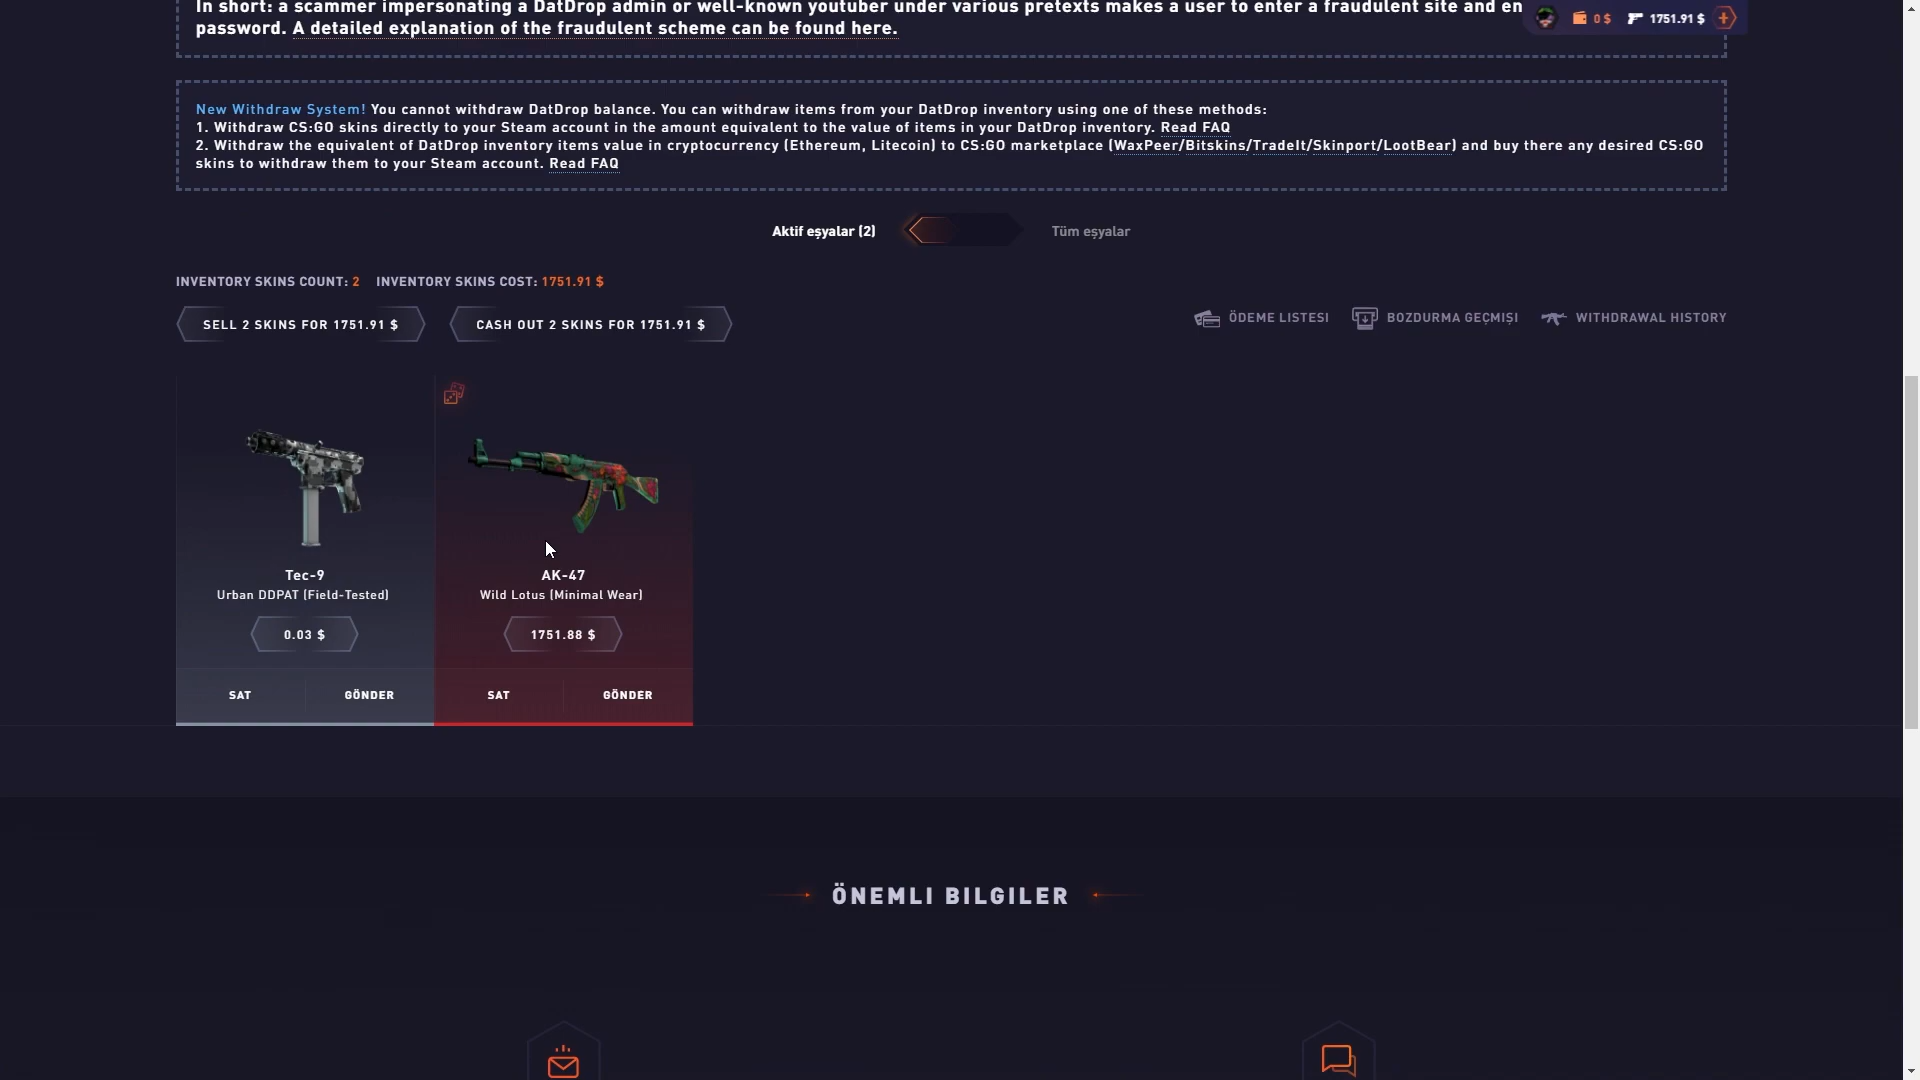 In short: a scammer impersonating a DatDrop admin or well-known youtuber under various pretexts makes a user to enter a fraudulent site and en
password. A detailed explanation of the fraudulent scheme can be found here.
0 $
1751.91 $
New Withdraw System! You cannot withdraw DatDrop balance. You can withdraw items from your DatDrop inventory using one of these methods:
1. Withdraw CS:GO skins directly to your Steam account in the amount equivalent to the value of items in your DatDrop inventory. Read FAQ
2. Withdraw the equivalent of DatDrop inventory items value in cryptocurrency (Ethereum, Litecoin) to CS:GO marketplace (WaxPeer/Bitskins/TradeIt/Skinport/LootBear) and buy there any desired CS:GO
skins to withdraw them to your Steam account. Read FAQ
Aktif eşyalar (2)
Tüm eşyalar
INVENTORY SKINS COUNT: 2 INVENTORY SKINS COST: 1751.91 $
SELL 2 SKINS FOR 1751.91 $
CASH OUT 2 SKINS FOR 1751.91 $
ÖDEME LISTESI
BOZDURMA GEÇMIŞI
WITHDRAWAL HISTORY
Tec-9
Urban DDPAT (Field-Tested)
0.03 $
SAT
GÖNDER
AK-47
Wild Lotus (Minimal Wear)
1751.88 $
SAT
GÖNDER
ÖNEMLI BILGILER